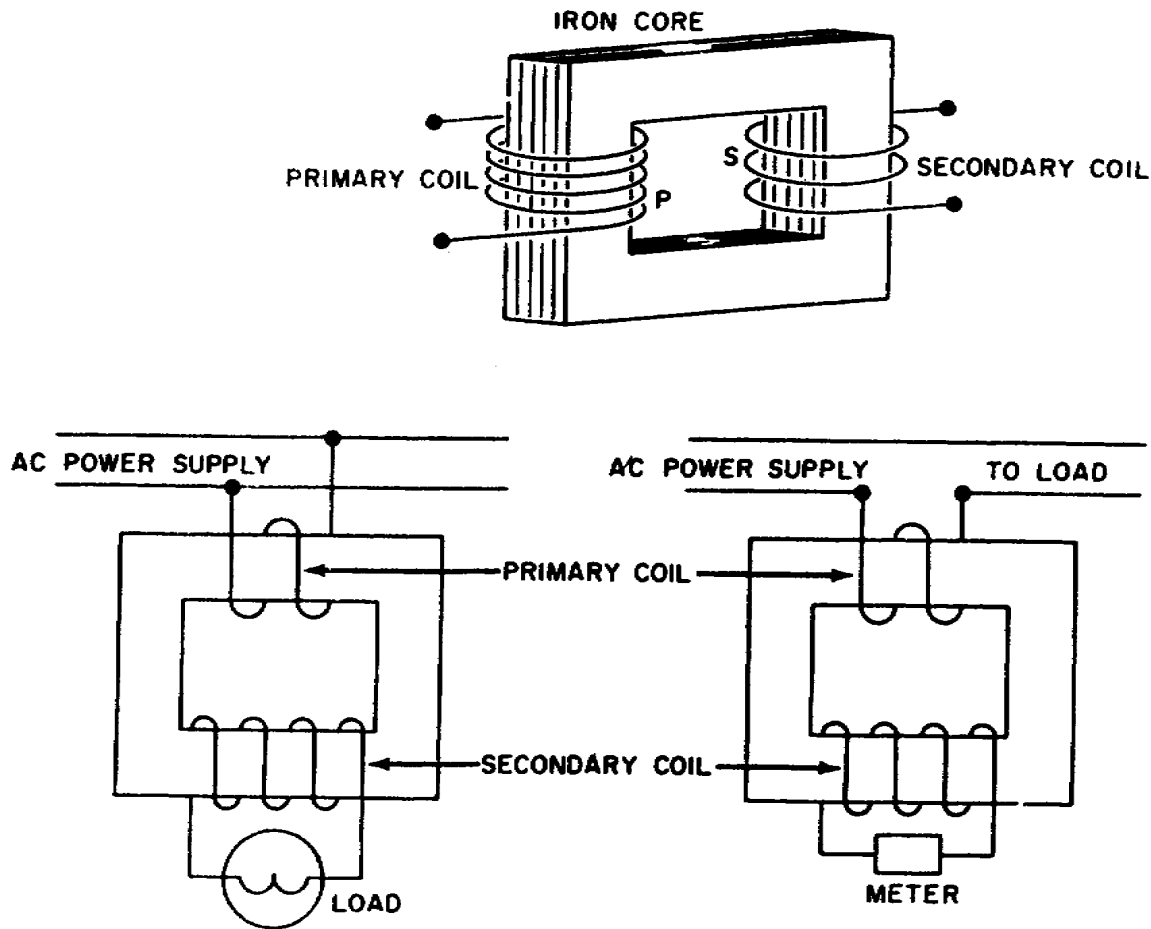 IRON CORE
PRIMARY COIL
P
S
SECONDARY COIL
AC POWER SUPPLY
AC POWER SUPPLY
TO LOAD
PRIMARY COIL
SECONDARY COIL
LOAD
METER